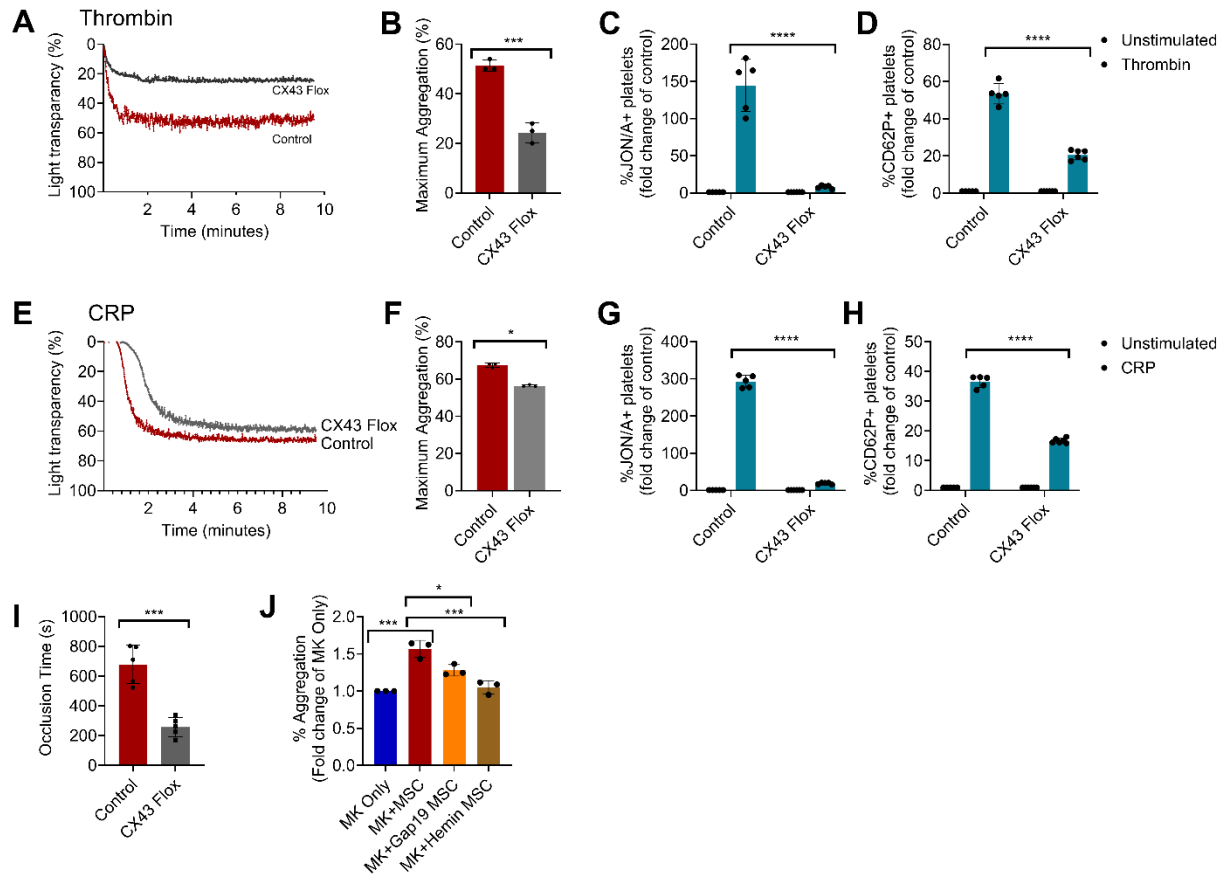 A
Thrombin
Light transparancy (%)
0
20
40
60
80
100
CX43 Flox
Control
2
4
6
8
10
Time (minutes)
B
Maximum Aggregation (%)
60
40
20
0
***
Control
CX43 Flox
C
%JON/A+ platelets
(fold change of control)
200
150
100
50
0
****
Control
CX43 Flox
D
%CD62P+ platelets
(fold change of control)
80
60
40
20
0
****
Control
CX43 Flox
Unstimulated
Thrombin
E
CRP
Light transparency (%)
0
20
40
60
80
100
CX43 Flox
Control
2
4
6
8
10
Time (minutes)
F
Maximum Aggregation (%)
80
60
40
20
0
*
Control
CX43 Flox
G
%JON/A+ platelets
(fold change of control)
400
300
200
100
0
****
Control
CX43 Flox
H
%CD62P+ platelets
(fold change of control)
50
40
30
20
10
0
****
Control
CX43 Flox
Unstimulated
CRP
I
Occlusion Time (s)
1000
800
600
400
200
0
***
Control
CX43 Flox
J
% Aggregation
(Fold change of MK Only)
2.0
1.5
1.0
0.5
0.0
*
***
***
MK Only
MK+MSC
MK+Gap19 MSC
MK+Hemin MSC